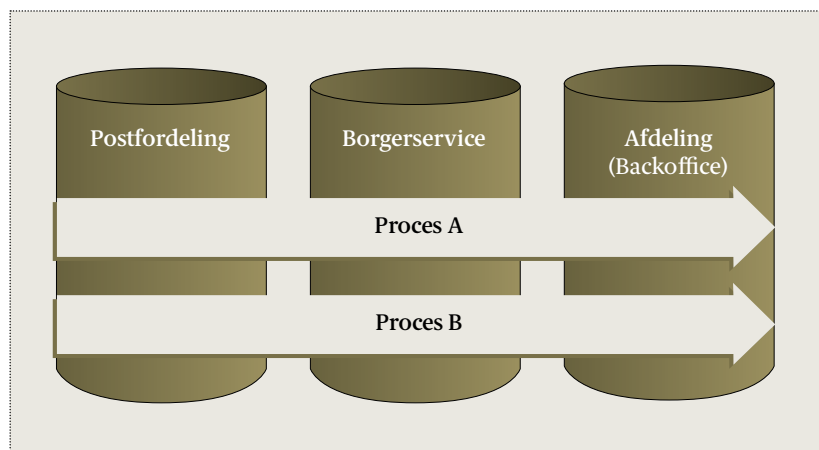 Postfordeling
Borgerservice
Afdeling
(Backoffice)
Proces A
Proces B